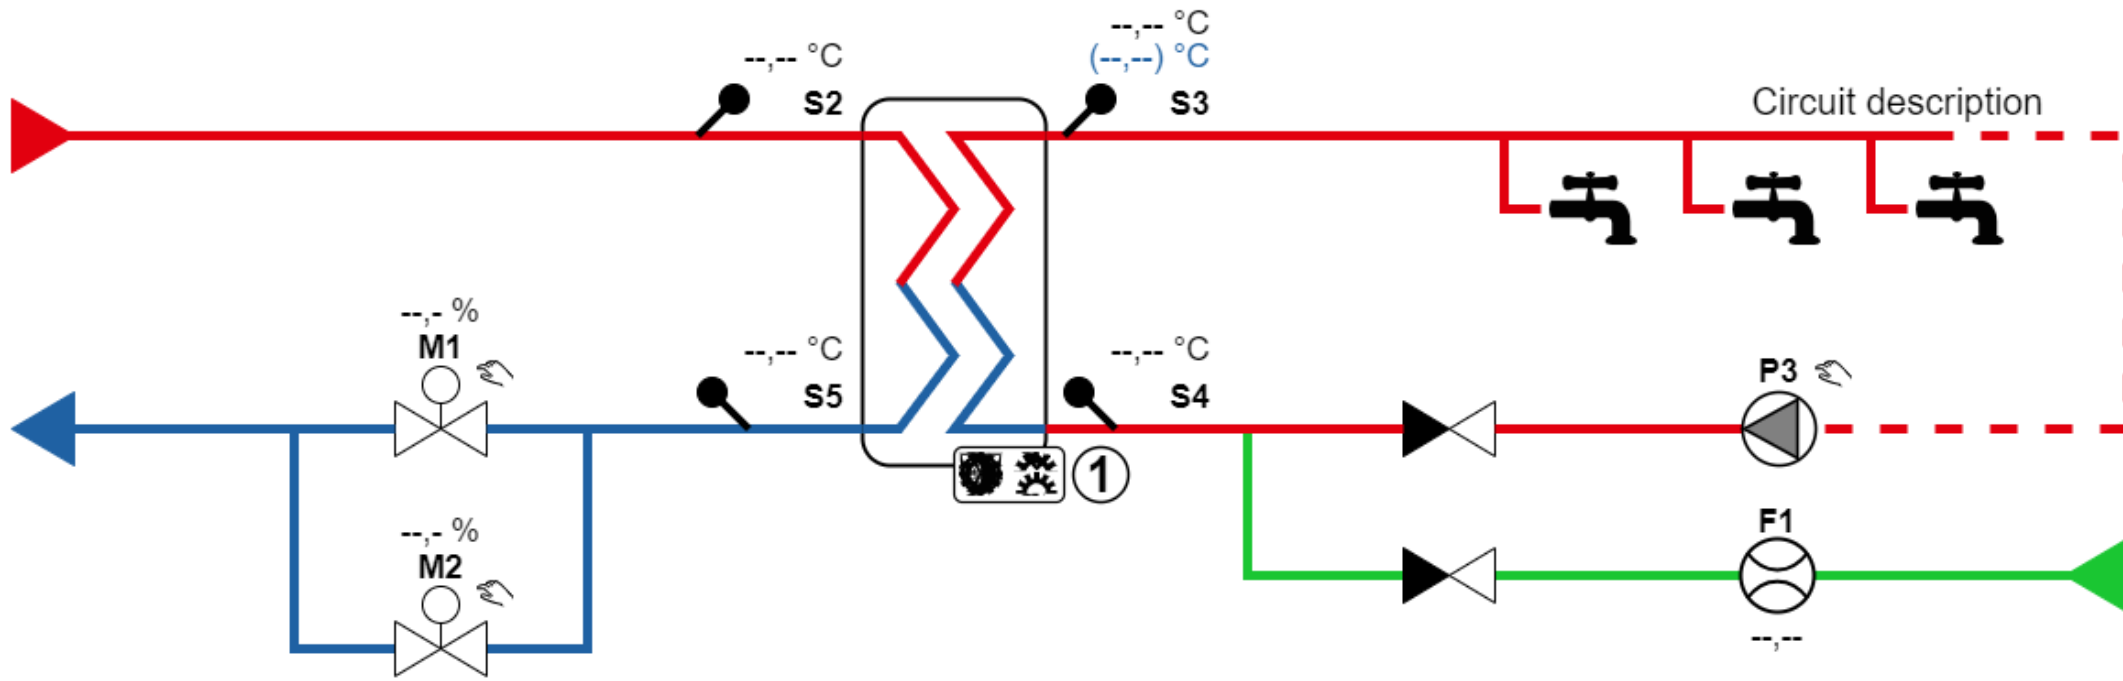 --,-- °C
S2
--,-- °C
(--,--) °C
S3
Circuit description
--,- %
M1
--,-- °C
S5
--,-- °C
S4
P3
1
--,- %
M2
F1
--,--